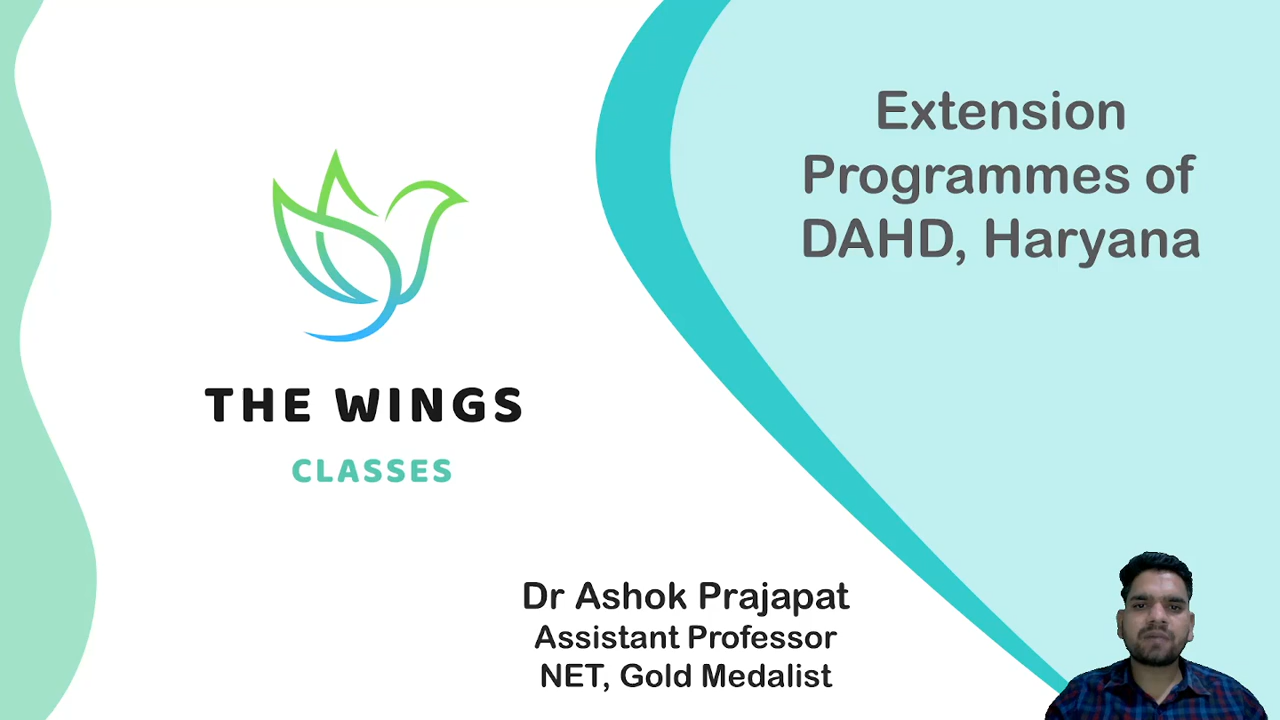 Extension
Programmes of
DAHD, Haryana
THE WINGS
CLASSES
Dr Ashok Prajapat
Assistant Professor
NET, Gold Medalist